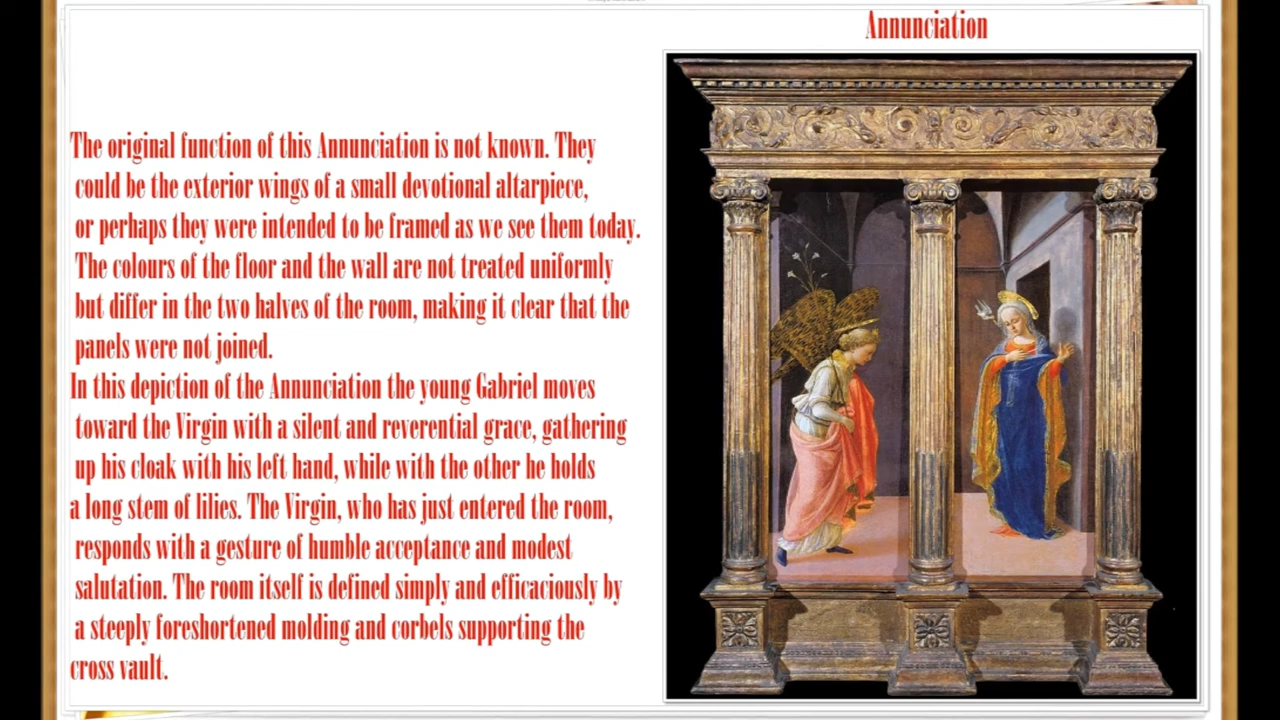 Annunciation
The original function of this Annunciation is not known. They
could be the exterior wings of a small devotional altarpiece,
or perhaps they were intended to be framed as we see them today.
The colours of the floor and the wall are not treated uniformly
but differ in the two halves of the room, making it clear that the
panels were not joined.
In this depiction of the Annunciation the young Gabriel moves
toward the Virgin with a silent and reverential grace, gathering
up his cloak with his left hand, while with the other he holds
a long stem of lilies. The Virgin, who has just entered the room,
responds with a gesture of humble acceptance and modest
salutation. The room itself is defined simply and efficaciously by
a steeply foreshortened molding and corbels supporting the
cross vault.